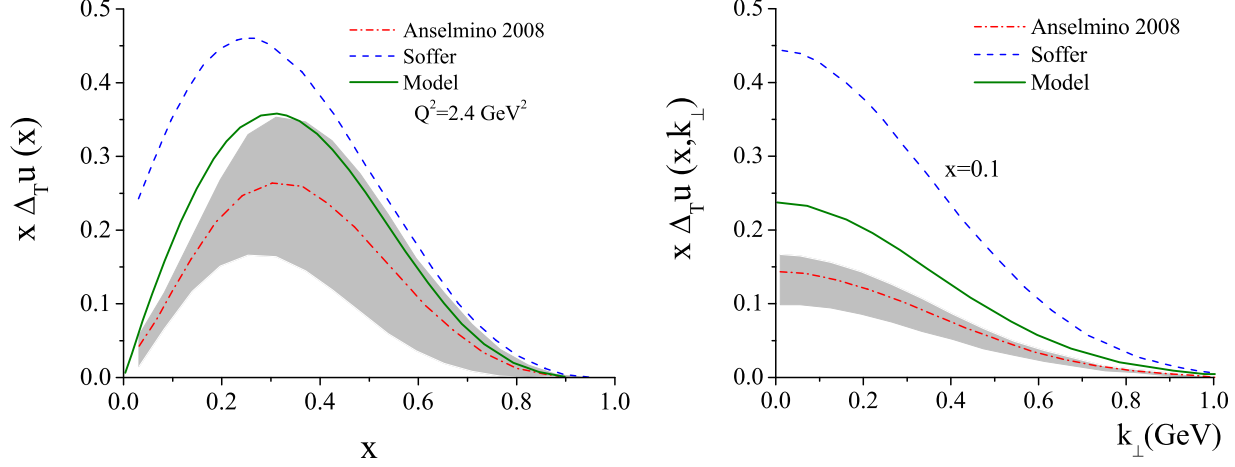 0.5
0.4
0.3
0.2
0.1
0.0
x Δ_T u (x)
Anselmino 2008
Soffer
Model
Q²=2.4 GeV²
0.0 0.2 0.4 0.6 0.8 1.0
x
0.5
0.4
0.3
0.2
0.1
0.0
x Δ_T u (x,k_⊥)
Anselmino 2008
Soffer
Model
x=0.1
0.0 0.2 0.4 0.6 0.8 1.0
k_⊥(GeV)